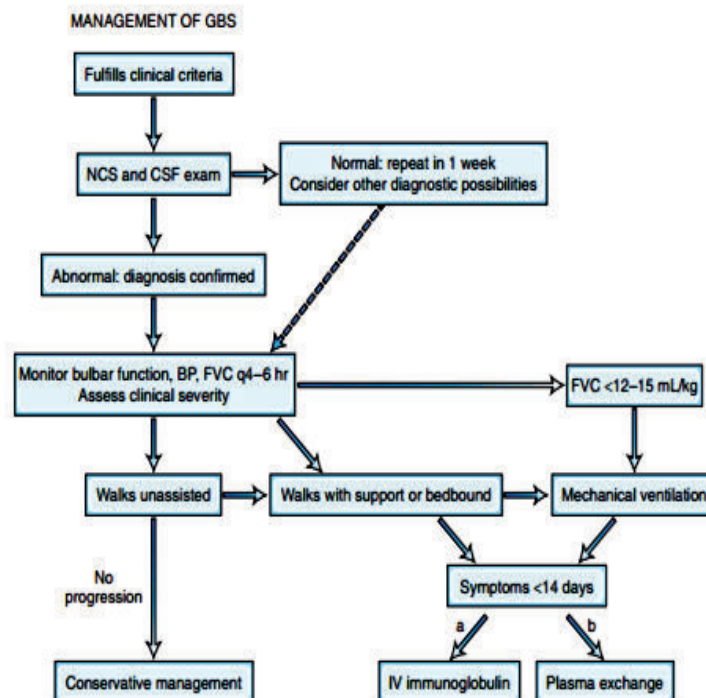 MANAGEMENT OF GBS
Fulfills clinical criteria
NCS and CSF exam
Normal: repeat in 1 week
Consider other diagnostic possibilities
Abnormal: diagnosis confirmed
Monitor bulbar function, BP, FVC q4–6 hr
Assess clinical severity
FVC <12–15 mL/kg
Walks unassisted
Walks with support or bedbound
Mechanical ventilation
No
progression
Symptoms <14 days
a
b
Conservative management
IV immunoglobulin
Plasma exchange